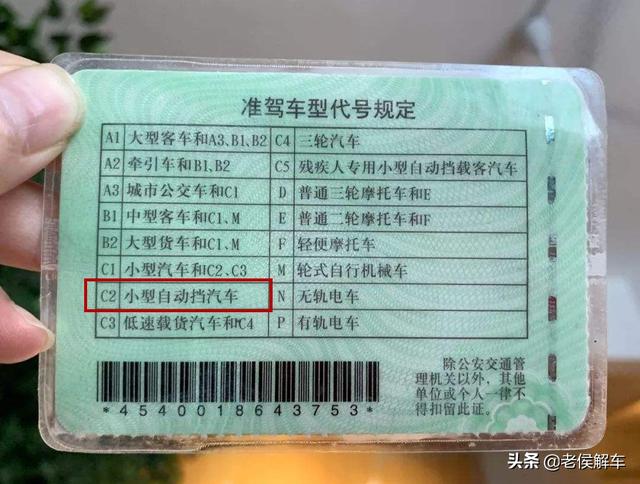 准驾车型代号规定
A1 大型客车和A3、B1、B2 C4 三轮汽车
A2 牵引车和B1、B2 C5 残疾人专用小型自动挡载客汽车
A3 城市公交车和C1 D 普通三轮摩托车和E
B1 中型客车和C1、M E 普通二轮摩托车和F
B2 大型货车和C1、M F 轻便摩托车
C1 小型汽车和C2、C3 M 轮式自行机械车
C2 小型自动挡汽车 N 无轨电车
C3 低速载货汽车和C4 P 有轨电车
除公安交通管
理机关以外，其他
单位或个人一律不
得扣留此证。
*4540018643753*
头条 @老侯解车